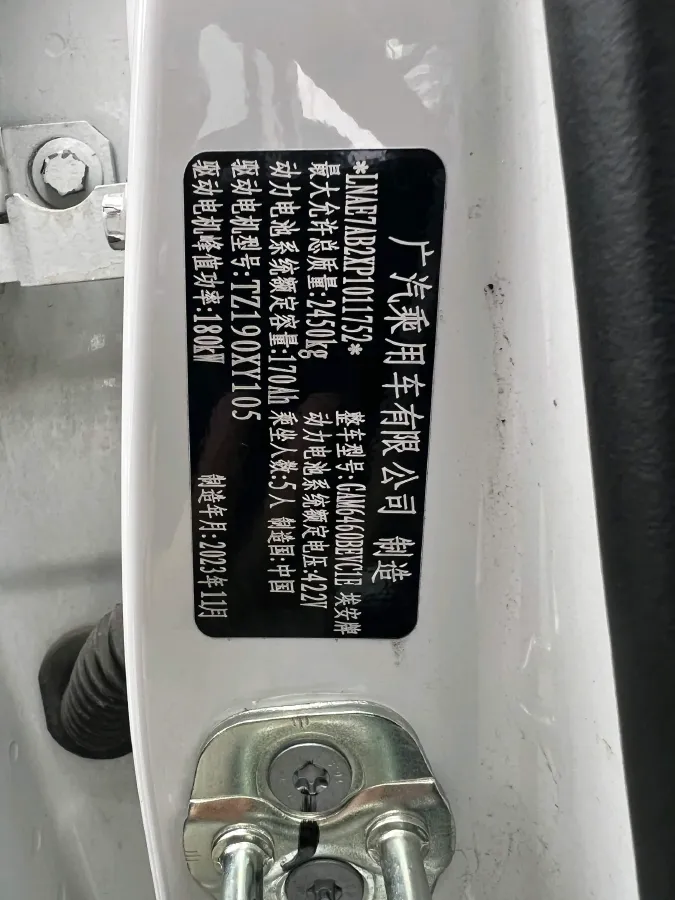 广汽乘用车有限公司 制造
*LNAE7AB2XP1011752* 整车型号:GAM6460BEVC1E 埃安牌
最大允许总质量:2450kg 动力电池系统额定电压:422V
动力电池系统额定容量:170Ah 乘坐人数:5人 制造国:中国
驱动电机型号:TZ190XY105
驱动电机峰值功率:180kW 制造年月:2023年11月